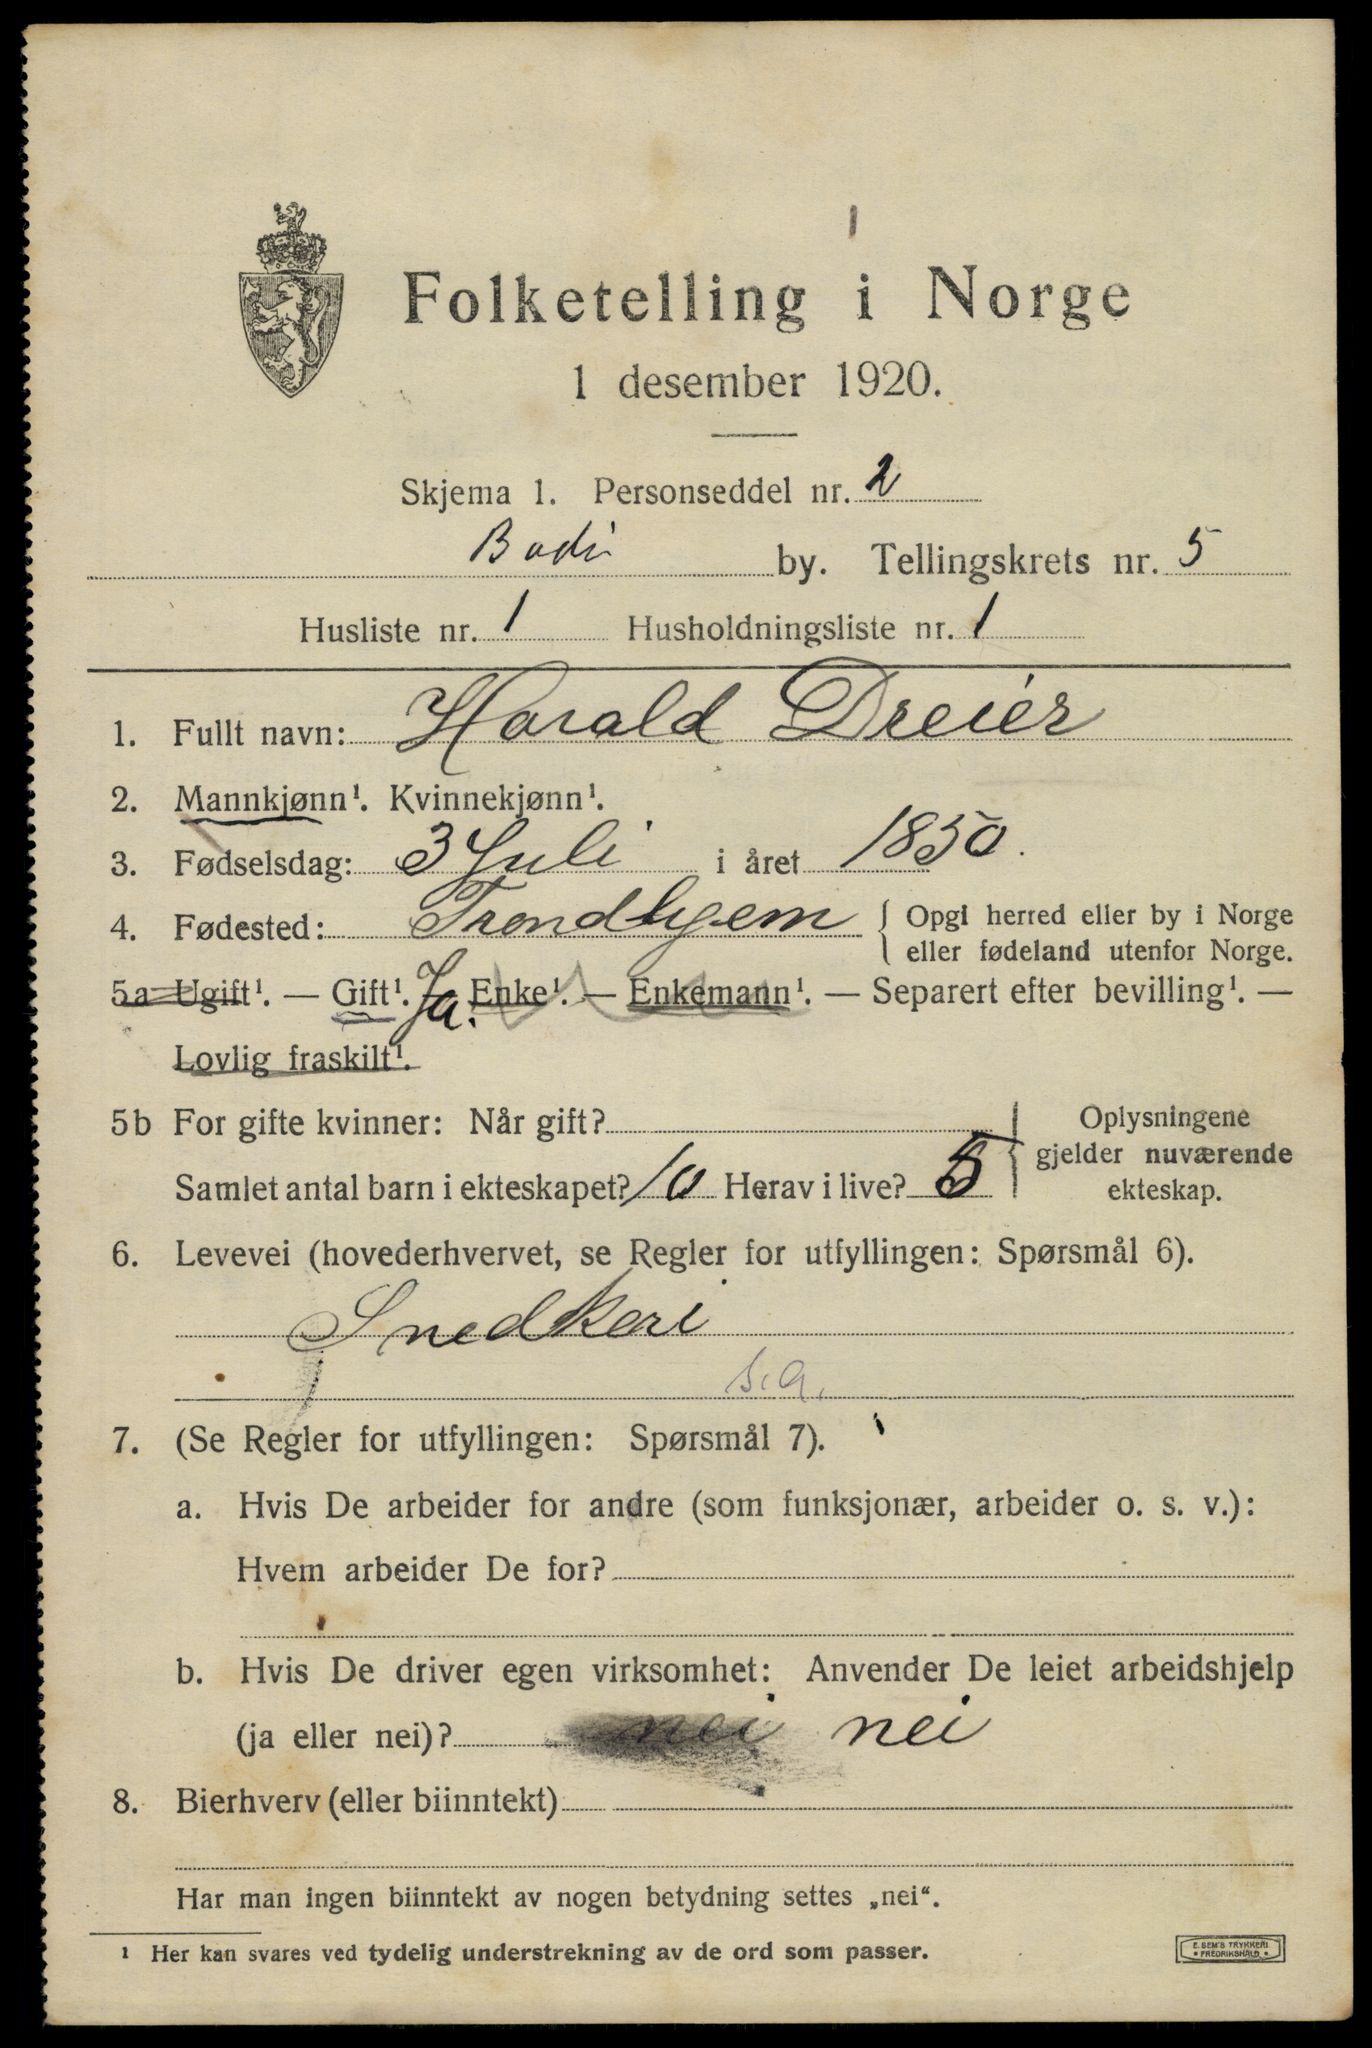 1
Folketelling i Norge
1 desember 1920.
Skjema 1. Personseddel nr. 2
Bodø by. Tellingskrets nr. 5
Husliste nr. 1 Husholdningsliste nr. 1
1. Fullt navn: Harald Dreier
2. Mannkjønn¹. Kvinnekjønn¹.
3. Fødselsdag: 3 Juli i året 1850.
4. Fødested: Trondhjem { Opgi herred eller by i Norge
eller fødeland utenfor Norge.
5a Ugift¹. — Gift¹. Ja. Enke¹. — Enkemann¹. — Separert efter bevilling¹. —
Lovlig fraskilt¹.
5b For gifte kvinner: Når gift?
Samlet antal barn i ekteskapet? 10 Herav i live? 5
Oplysningene
gjelder nuværende
ekteskap.
6. Levevei (hovederhvervet, se Regler for utfyllingen: Spørsmål 6).
Snedkeri
s.a.
7. (Se Regler for utfyllingen: Spørsmål 7).
a. Hvis De arbeider for andre (som funksjonær, arbeider o. s. v.):
Hvem arbeider De for?
b. Hvis De driver egen virksomhet: Anvender De leiet arbeidshjelp
(ja eller nei)? nei nei
8. Bierhverv (eller biinntekt)
Har man ingen biinntekt av nogen betydning settes „nei“.
¹ Her kan svares ved tydelig understrekning av de ord som passer.
E. SEM'S TRYKKERI
• FREDRIKSHALD •